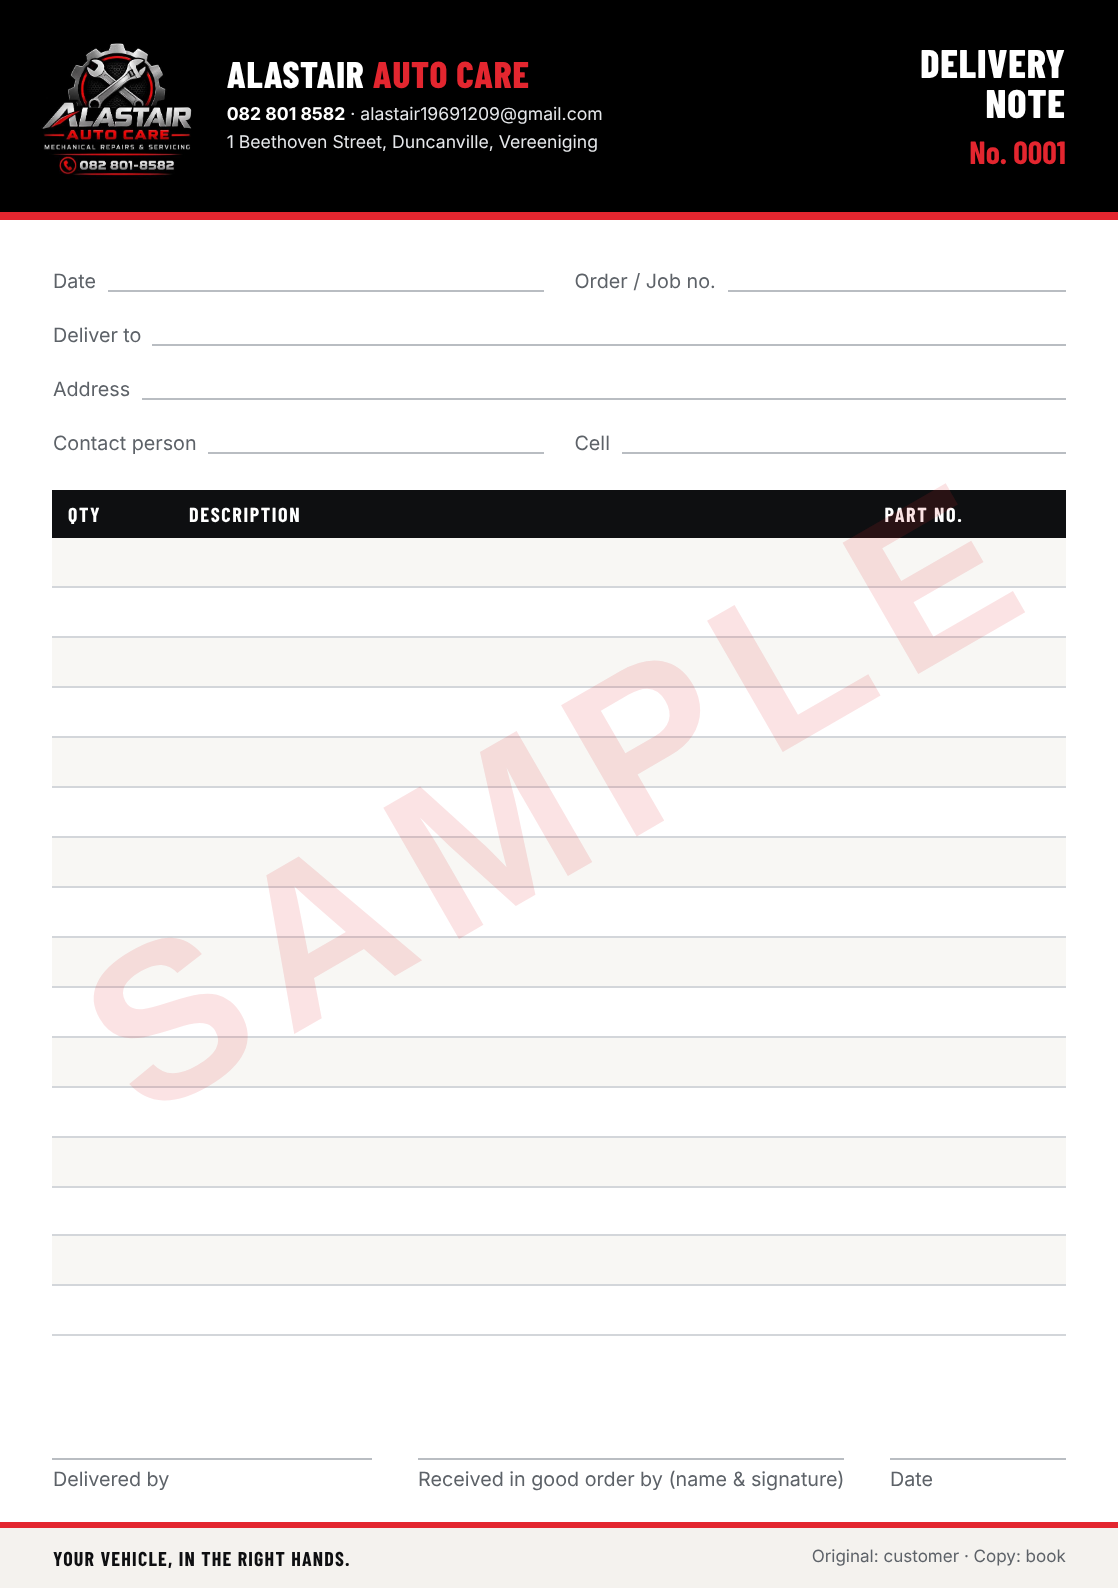 ALASTAIR
AUTO CARE
MECHANICAL REPAIRS & SERVICING
082 801-8582
ALASTAIR AUTO CARE
082 801 8582 · alastair19691209@gmail.com
1 Beethoven Street, Duncanville, Vereeniging
DELIVERY
NOTE
No. 0001
Date
Order / Job no.
Deliver to
Address
Contact person
Cell
QTY DESCRIPTION PART NO.
SAMPLE
Delivered by
Received in good order by (name & signature)
Date
YOUR VEHICLE, IN THE RIGHT HANDS.
Original: customer · Copy: book